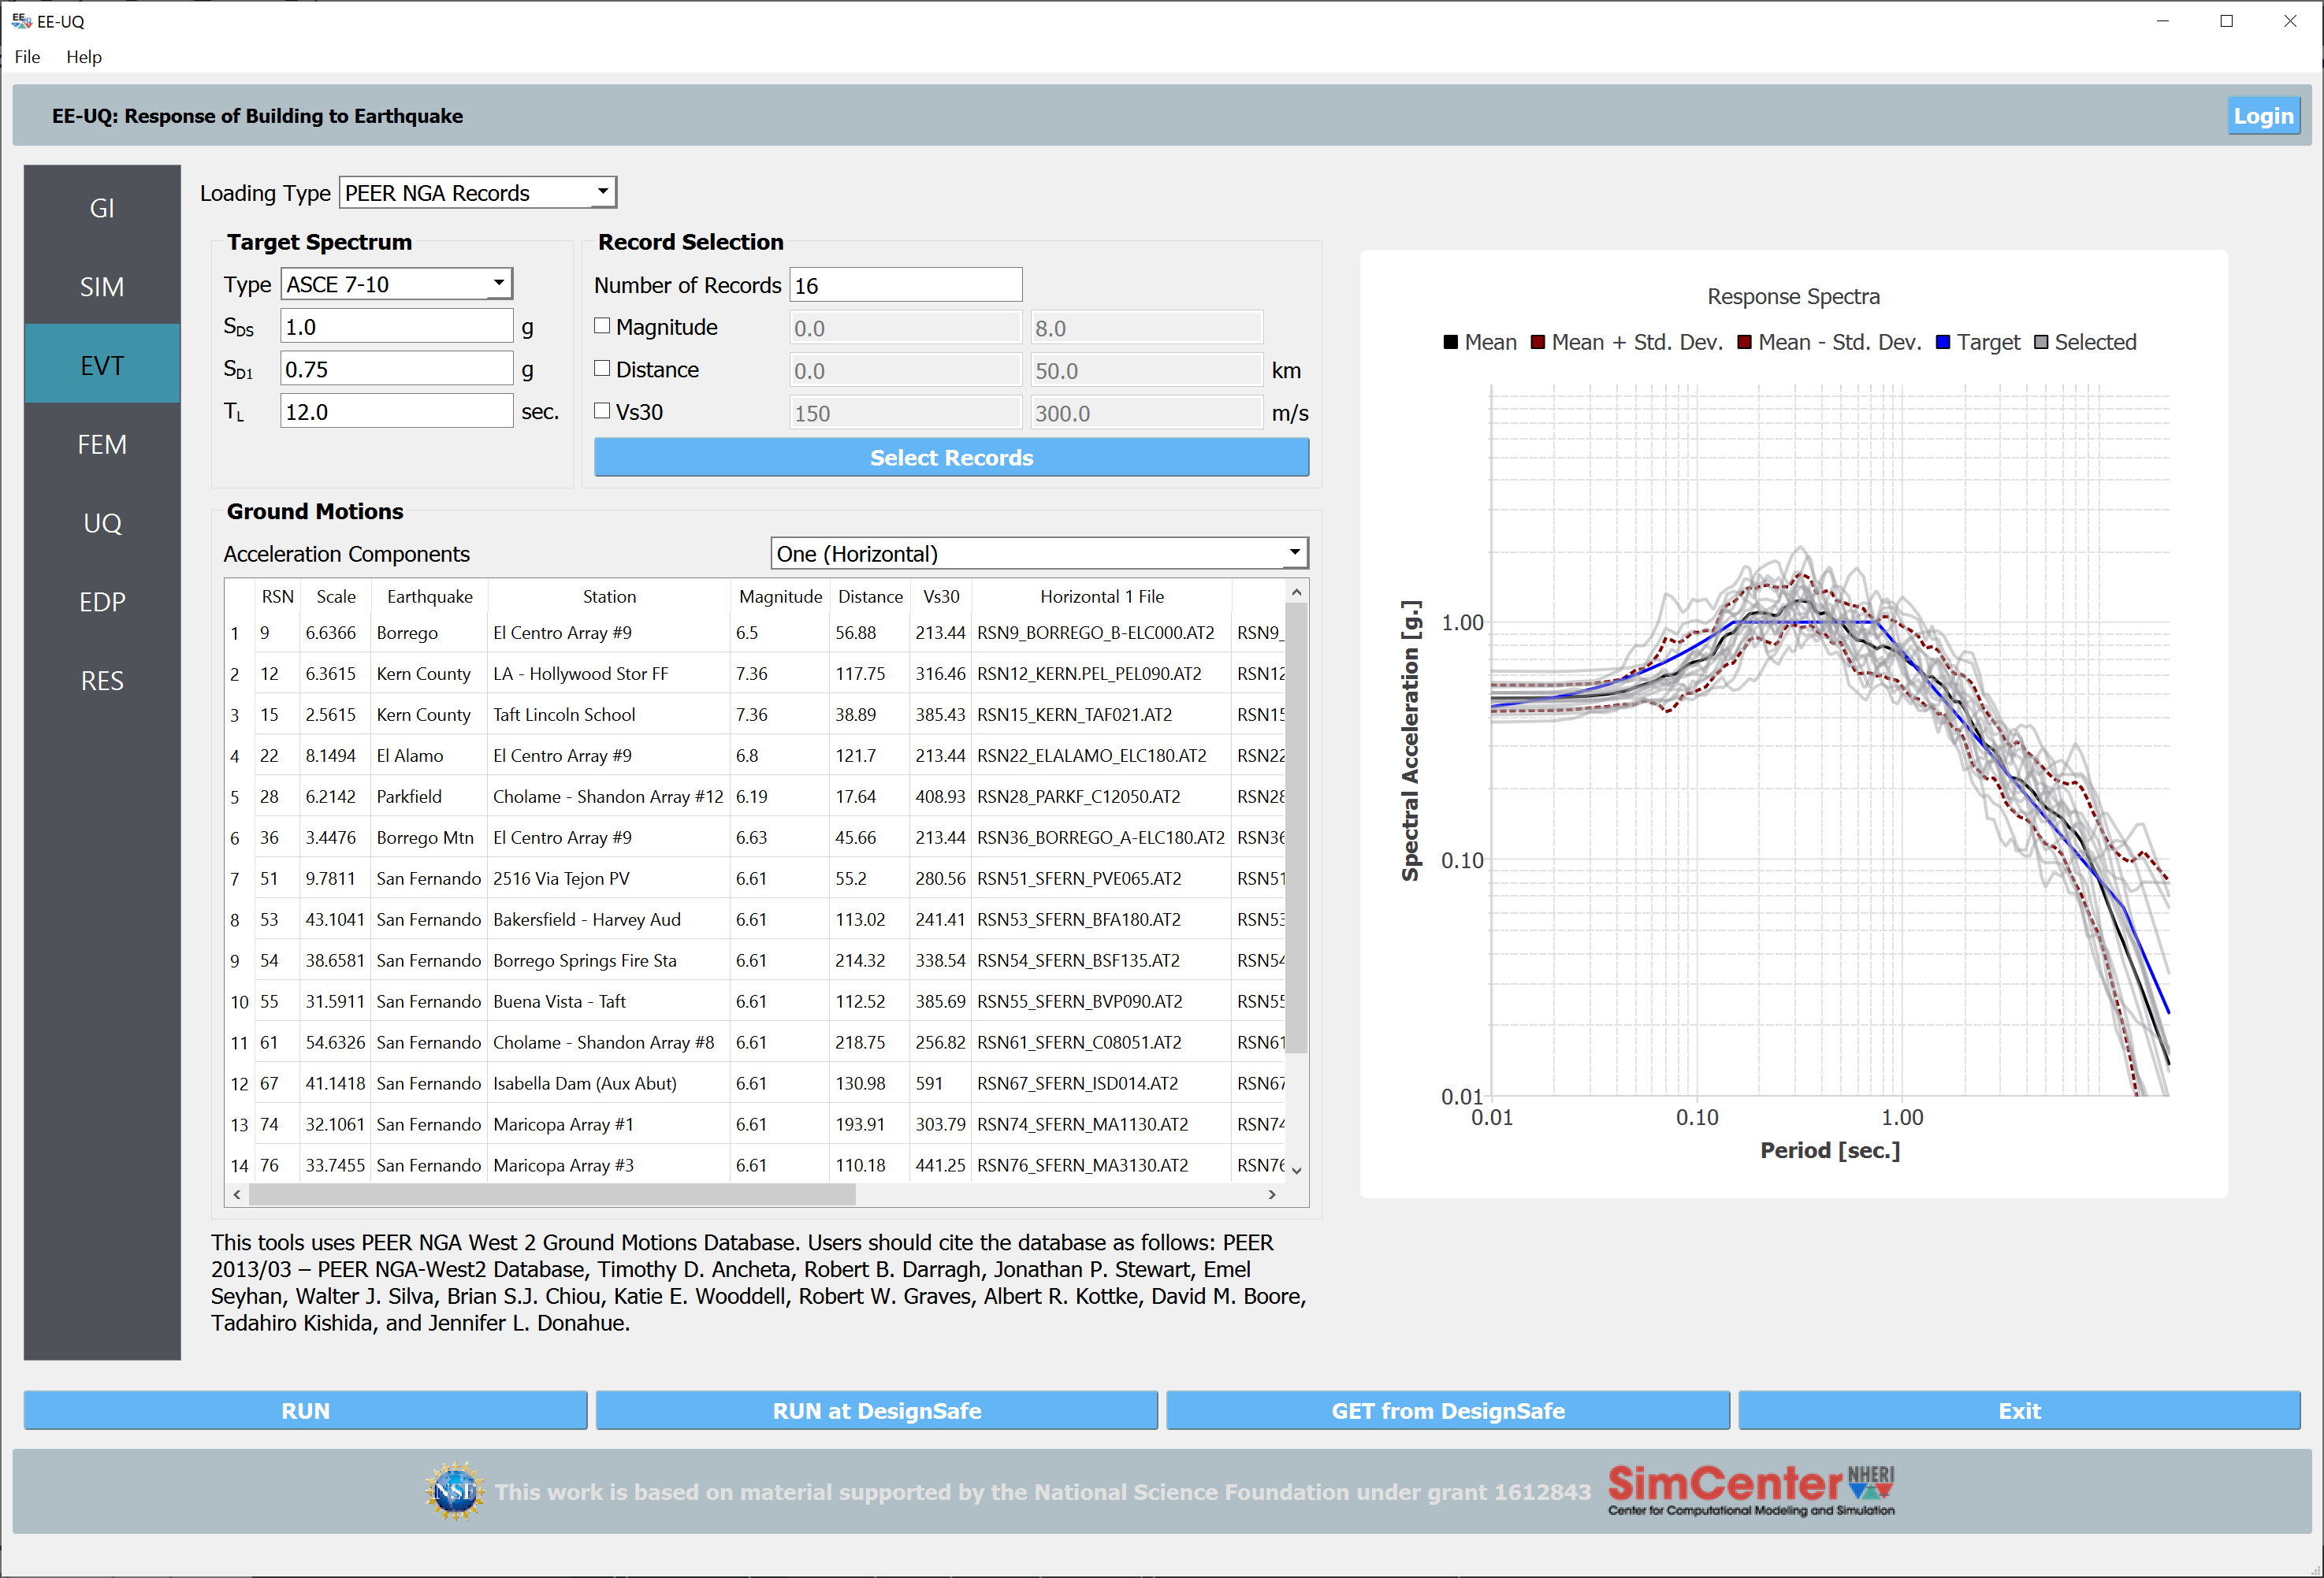 EE-UQ
File Help
EE-UQ: Response of Building to Earthquake
Login
GI
SIM
EVT
FEM
UQ
EDP
RES
Loading Type PEER NGA Records
Target Spectrum
Type ASCE 7-10
SDS 1.0 g
SD1 0.75 g
TL 12.0 sec.
Record Selection
Number of Records 16
Magnitude 0.0 8.0
Distance 0.0 50.0 km
Vs30 150 300.0 m/s
Select Records
Ground Motions
Acceleration Components One (Horizontal)
RSN Scale Earthquake Station Magnitude Distance Vs30 Horizontal 1 File
1 9 6.6366 Borrego El Centro Array #9 6.5 56.88 213.44 RSN9_BORREGO_B-ELC000.AT2 RSN9_
2 12 6.3615 Kern County LA - Hollywood Stor FF 7.36 117.75 316.46 RSN12_KERN.PEL_PEL090.AT2 RSN12
3 15 2.5615 Kern County Taft Lincoln School 7.36 38.89 385.43 RSN15_KERN_TAF021.AT2 RSN15
4 22 8.1494 El Alamo El Centro Array #9 6.8 121.7 213.44 RSN22_ELALAMO_ELC180.AT2 RSN22
5 28 6.2142 Parkfield Cholame - Shandon Array #12 6.19 17.64 408.93 RSN28_PARKF_C12050.AT2 RSN28
6 36 3.4476 Borrego Mtn El Centro Array #9 6.63 45.66 213.44 RSN36_BORREGO_A-ELC180.AT2 RSN36
7 51 9.7811 San Fernando 2516 Via Tejon PV 6.61 55.2 280.56 RSN51_SFERN_PVE065.AT2 RSN51
8 53 43.1041 San Fernando Bakersfield - Harvey Aud 6.61 113.02 241.41 RSN53_SFERN_BFA180.AT2 RSN53
9 54 38.6581 San Fernando Borrego Springs Fire Sta 6.61 214.32 338.54 RSN54_SFERN_BSF135.AT2 RSN54
10 55 31.5911 San Fernando Buena Vista - Taft 6.61 112.52 385.69 RSN55_SFERN_BVP090.AT2 RSN55
11 61 54.6326 San Fernando Cholame - Shandon Array #8 6.61 218.75 256.82 RSN61_SFERN_C08051.AT2 RSN61
12 67 41.1418 San Fernando Isabella Dam (Aux Abut) 6.61 130.98 591 RSN67_SFERN_ISD014.AT2 RSN67
13 74 32.1061 San Fernando Maricopa Array #1 6.61 193.91 303.79 RSN74_SFERN_MA1130.AT2 RSN74
14 76 33.7455 San Fernando Maricopa Array #3 6.61 110.18 441.25 RSN76_SFERN_MA3130.AT2 RSN76
This tools uses PEER NGA West 2 Ground Motions Database. Users should cite the database as follows: PEER
2013/03 – PEER NGA-West2 Database, Timothy D. Ancheta, Robert B. Darragh, Jonathan P. Stewart, Emel
Seyhan, Walter J. Silva, Brian S.J. Chiou, Katie E. Wooddell, Robert W. Graves, Albert R. Kottke, David M. Boore,
Tadahiro Kishida, and Jennifer L. Donahue.
Response Spectra
Mean Mean + Std. Dev. Mean - Std. Dev. Target Selected
Spectral Acceleration [g.]
1.00
0.10
0.01
0.01 0.10 1.00
Period [sec.]
RUN RUN at DesignSafe GET from DesignSafe Exit
NSF This work is based on material supported by the National Science Foundation under grant 1612843
SimCenter NHERI
Center for Computational Modeling and Simulation